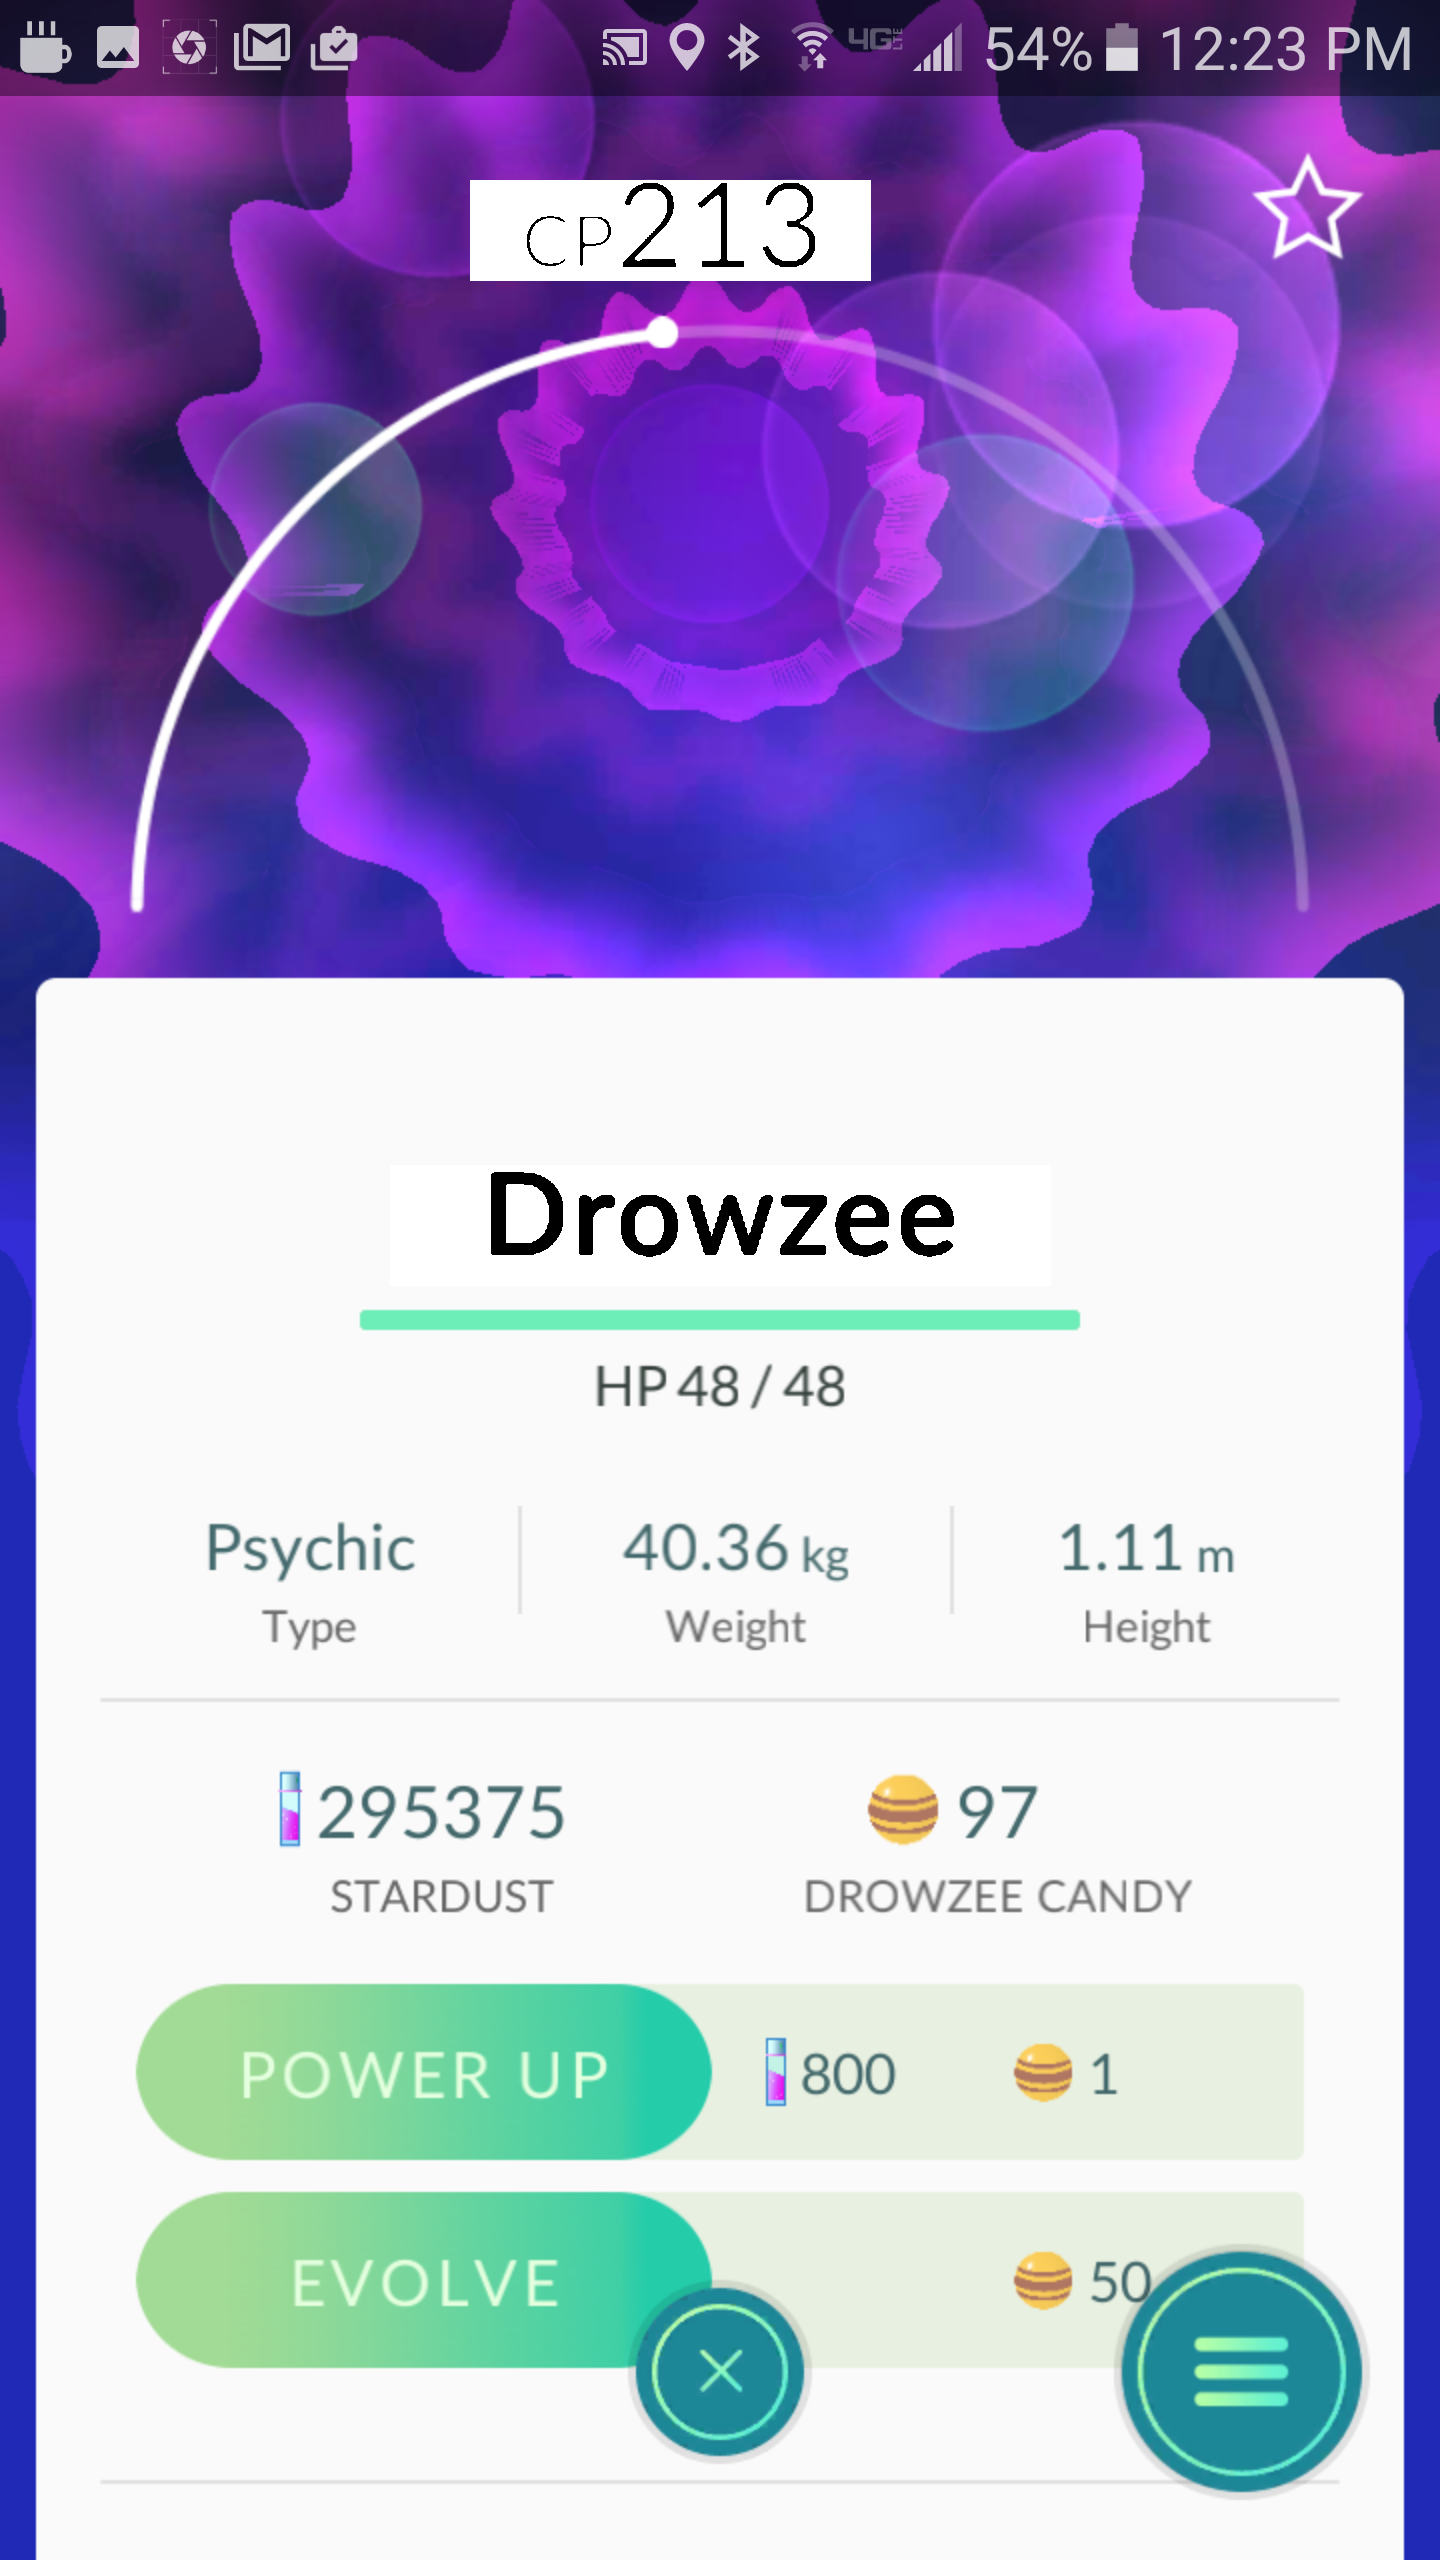 4G LTE 54% 12:23 PM
CP213
Drowzee
HP 48 / 48
Psychic 40.36 kg 1.11 m
Type Weight Height
295375 97
STARDUST DROWZEE CANDY
POWER UP 800 1
EVOLVE 50